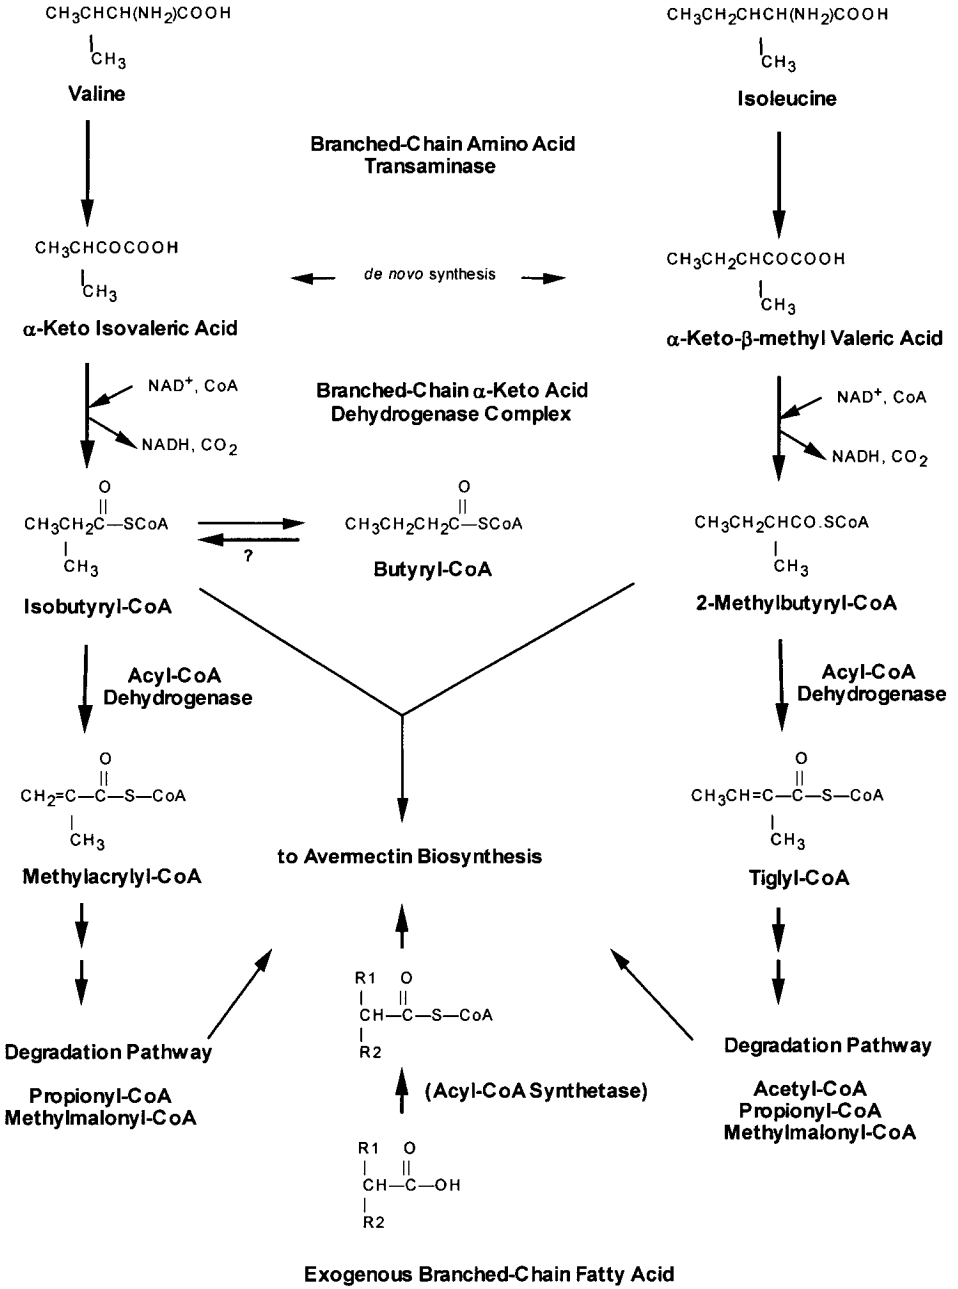 CH3CHCH(NH2)COOH
CH3
Valine
CH3CH2CHCH(NH2)COOH
CH3
Isoleucine
Branched-Chain Amino Acid
Transaminase
CH3CHCOCOOH
CH3
α-Keto Isovaleric Acid
de novo synthesis
CH3CH2CHCOCOOH
CH3
α-Keto-β-methyl Valeric Acid
NAD+, CoA
NADH, CO2
Branched-Chain α-Keto Acid
Dehydrogenase Complex
NAD+, CoA
NADH, CO2
O
CH3CH2C—SCoA
CH3
Isobutyryl-CoA
?
O
CH3CH2CH2C—SCoA
Butyryl-CoA
CH3CH2CHCO.SCoA
CH3
2-Methylbutyryl-CoA
Acyl-CoA
Dehydrogenase
Acyl-CoA
Dehydrogenase
O
CH2=C—C—S—CoA
CH3
Methylacrylyl-CoA
to Avermectin Biosynthesis
O
CH3CH=C—C—S—CoA
CH3
Tiglyl-CoA
R1 O
CH—C—S—CoA
R2
Degradation Pathway
Propionyl-CoA
Methylmalonyl-CoA
Degradation Pathway
Acetyl-CoA
Propionyl-CoA
Methylmalonyl-CoA
(Acyl-CoA Synthetase)
R1 O
CH—C—OH
R2
Exogenous Branched-Chain Fatty Acid